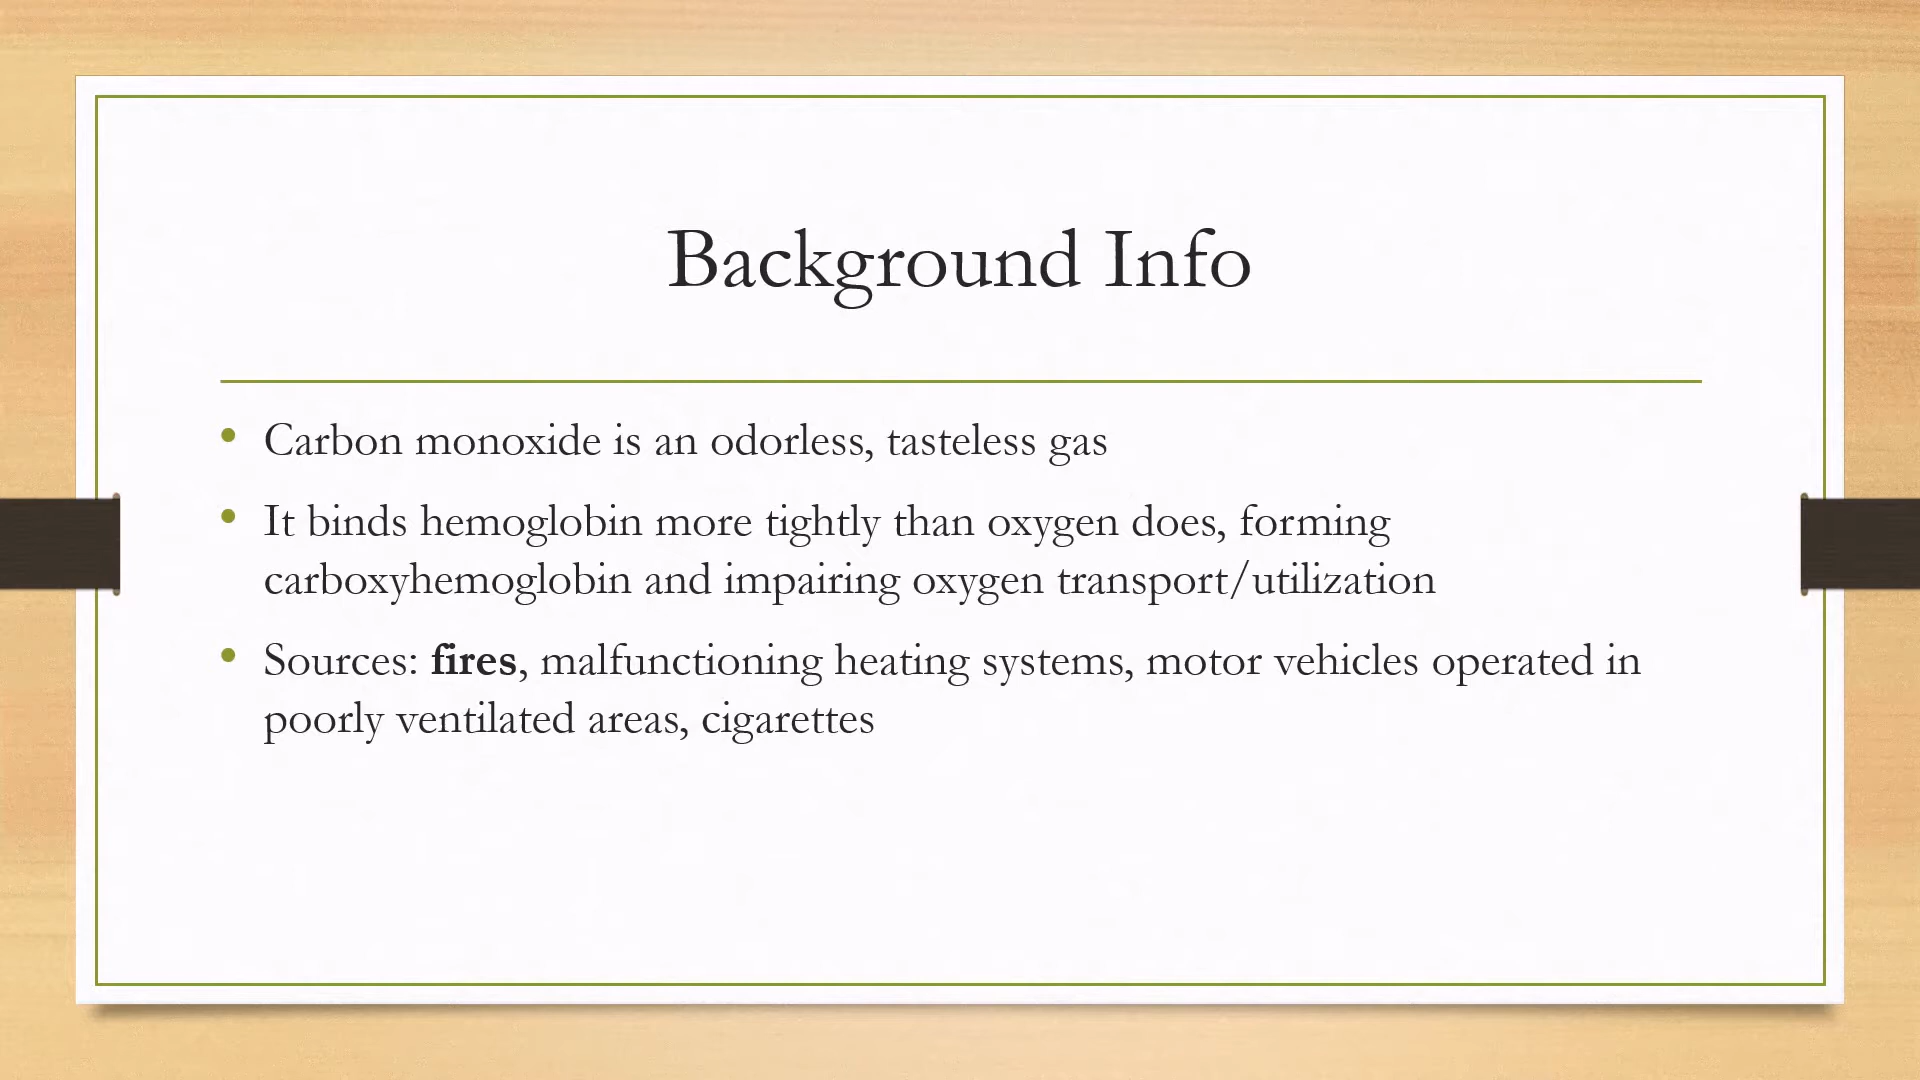 Background Info
• Carbon monoxide is an odorless, tasteless gas
• It binds hemoglobin more tightly than oxygen does, forming
carboxyhemoglobin and impairing oxygen transport/utilization
• Sources: fires, malfunctioning heating systems, motor vehicles operated in
poorly ventilated areas, cigarettes